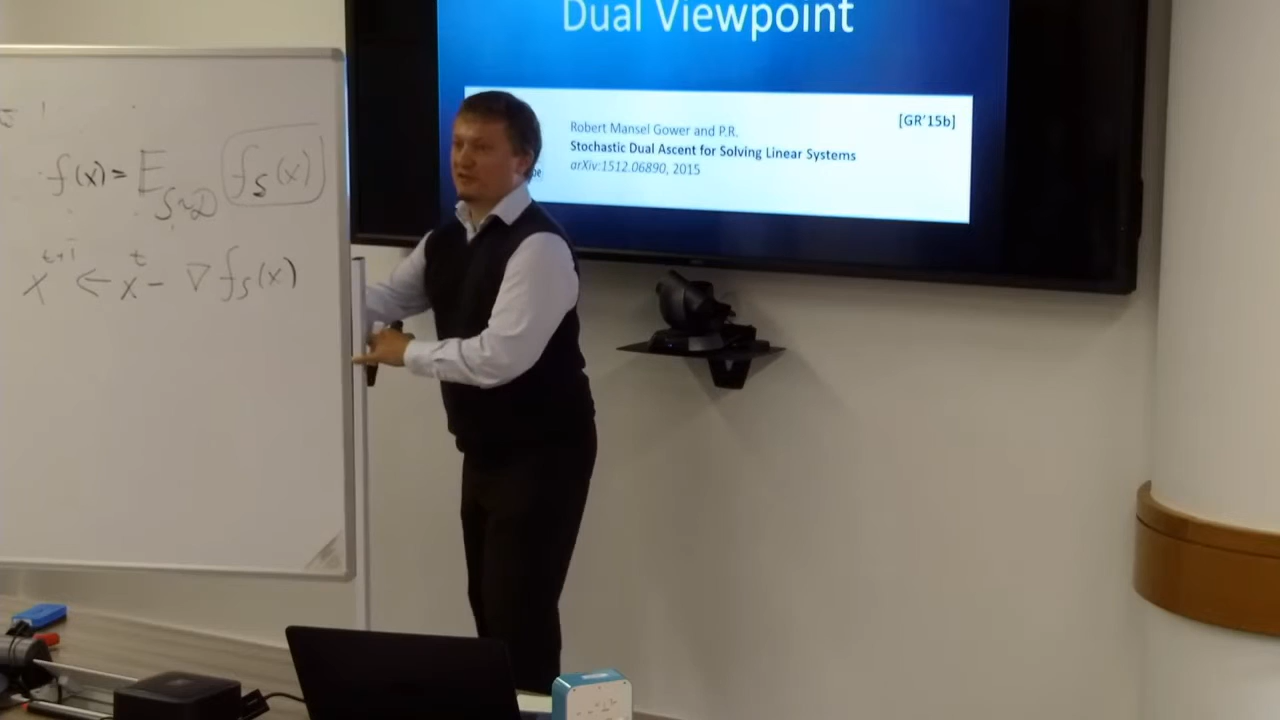 Dual Viewpoint
[GR'15b]
Robert Mansel Gower and P.R.
Stochastic Dual Ascent for Solving Linear Systems
arXiv:1512.06890, 2015
f(x) = E_{S~D} f_S(x)
x^{t+1} ← x^t - ∇f_S(x)